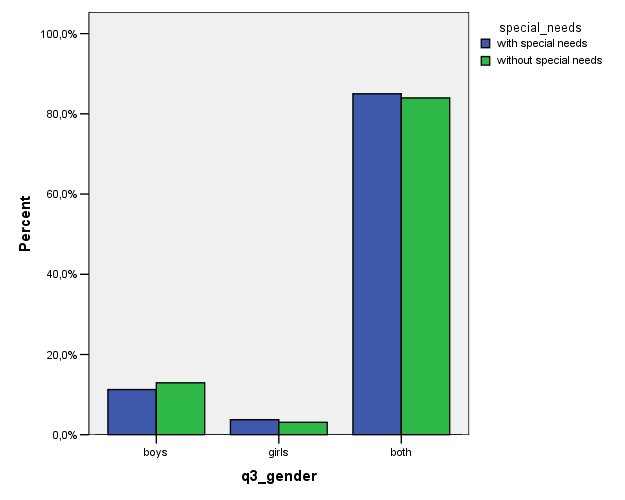 100,0%
80,0%
60,0%
40,0%
20,0%
0,0%
Percent
boys
girls
both
q3_gender
special_needs
with special needs
without special needs